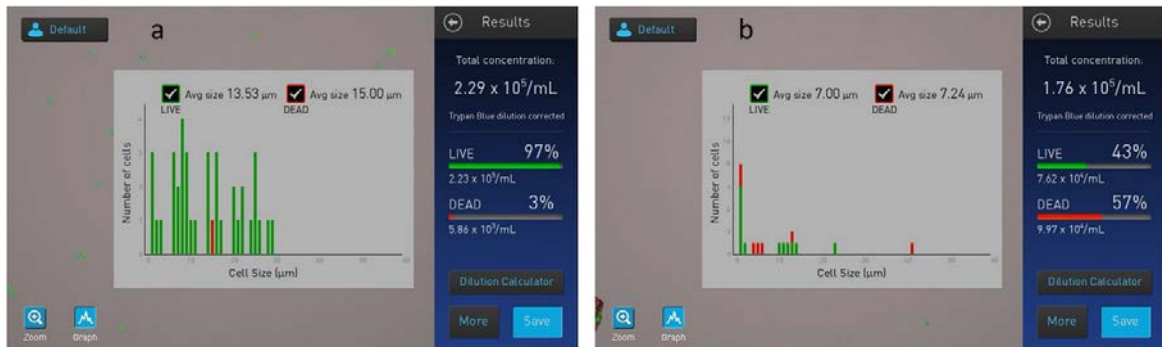 Default
a
Results
Total concentration:
2.29 x 10⁵/mL
Trypan Blue dilution corrected
LIVE 97%
2.23 x 10⁵/mL
DEAD 3%
5.86 x 10³/mL
Dilution Calculator
More Save
Avg size 13.53 μm Avg size 15.00 μm
LIVE DEAD
Number of cells
Cell Size (μm)
Zoom Graph
Default
b
Results
Total concentration:
1.76 x 10⁵/mL
Trypan Blue dilution corrected
LIVE 43%
7.62 x 10⁴/mL
DEAD 57%
9.97 x 10⁴/mL
Dilution Calculator
More Save
Avg size 7.00 μm Avg size 7.24 μm
LIVE DEAD
Number of cells
Cell Size (μm)
Zoom Graph